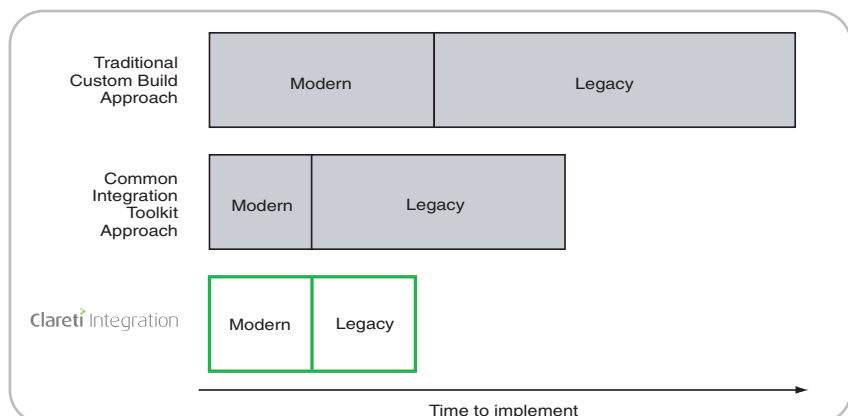 Traditional
Custom Build
Approach
Modern
Legacy
Common
Integration
Toolkit
Approach
Modern
Legacy
Clareti Integration
Modern
Legacy
Time to implement